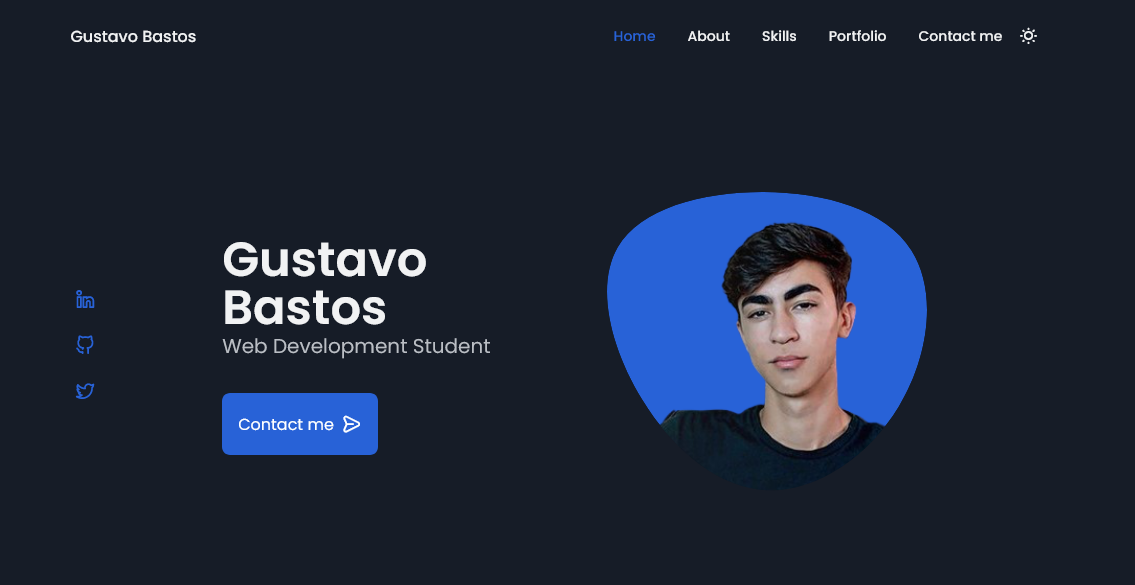 Gustavo Bastos
Home About Skills Portfolio Contact me
Gustavo
Bastos
Web Development Student
Contact me